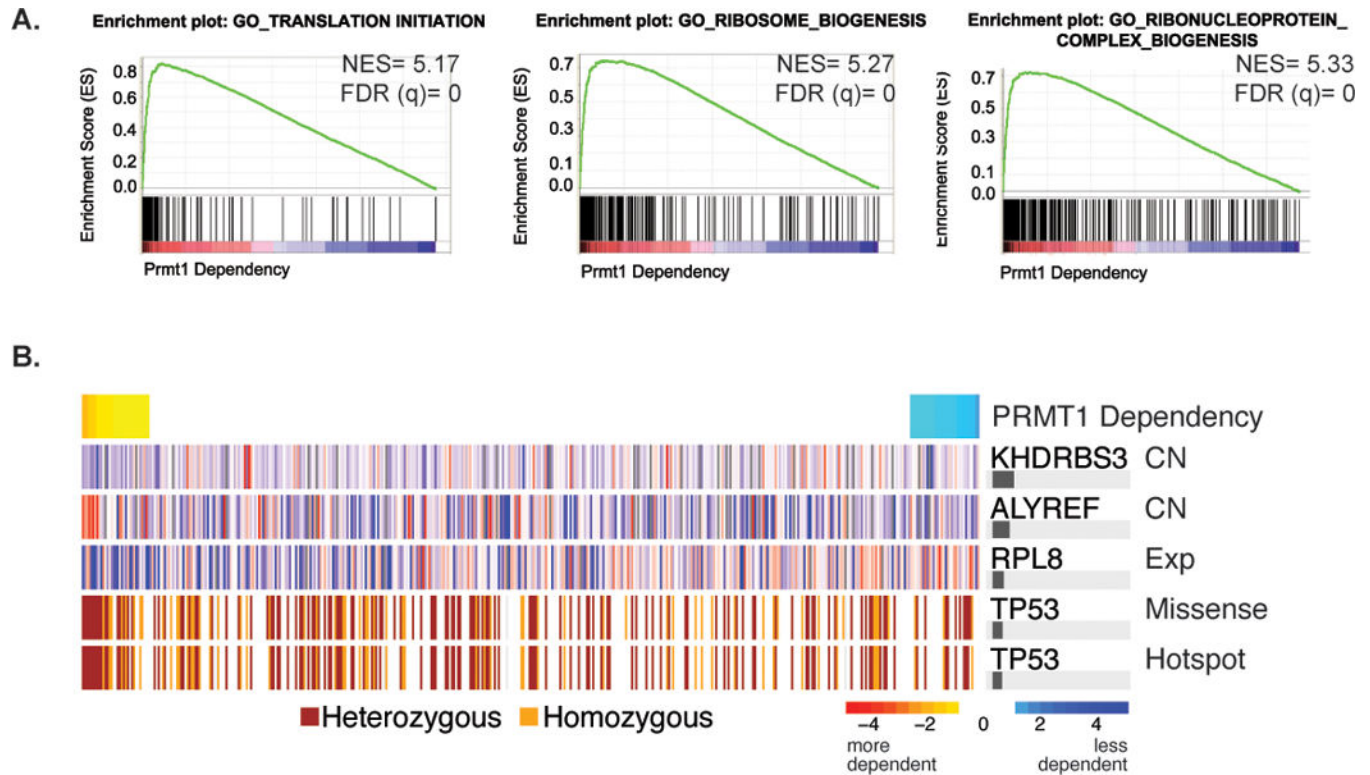 A.
Enrichment plot: GO_TRANSLATION INITIATION
NES= 5.17
FDR (q)= 0
Enrichment Score (ES)
0.8
0.6
0.4
0.2
0.0
Prmt1 Dependency
Enrichment plot: GO_RIBOSOME_BIOGENESIS
NES= 5.27
FDR (q)= 0
Enrichment Score (ES)
0.7
0.5
0.3
0.1
0.0
Prmt1 Dependency
Enrichment plot: GO_RIBONUCLEOPROTEIN_
COMPLEX_BIOGENESIS
NES= 5.33
FDR (q)= 0
Enrichment Score (ES)
0.7
0.5
0.3
0.1
0.0
Prmt1 Dependency
B.
PRMT1 Dependency
KHDRBS3 CN
ALYREF CN
RPL8 Exp
TP53 Missense
TP53 Hotspot
Heterozygous Homozygous
-4 -2 0 2 4
more dependent
less dependent